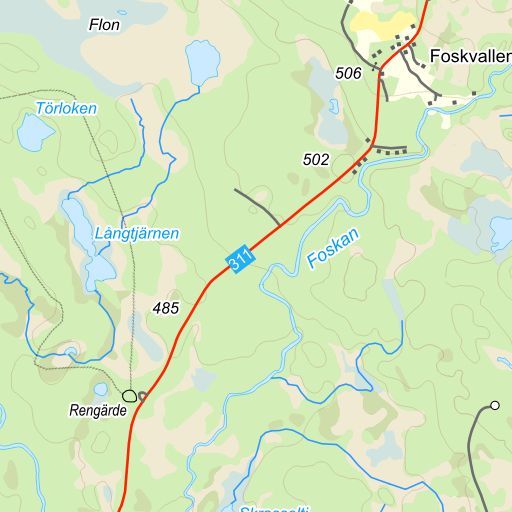 Flon
Foskvallen
506
Törloken
502
Långtjärnen
Foskan
311
485
Rengärde